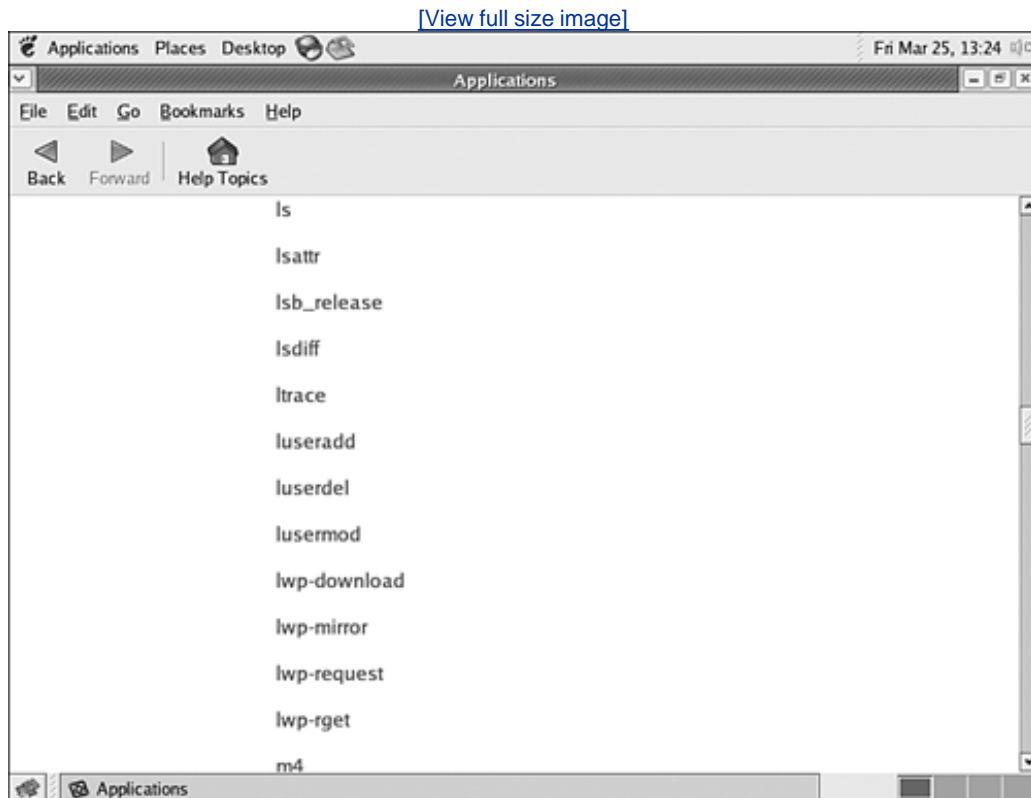 [View full size image]
Applications Places Desktop
Fri Mar 25, 13:24
Applications
File Edit Go Bookmarks Help
Back Forward Help Topics
ls
lsattr
lsb_release
lsdiff
ltrace
luseradd
luserdel
lusermod
lwp-download
lwp-mirror
lwp-request
lwp-rget
m4
Applications